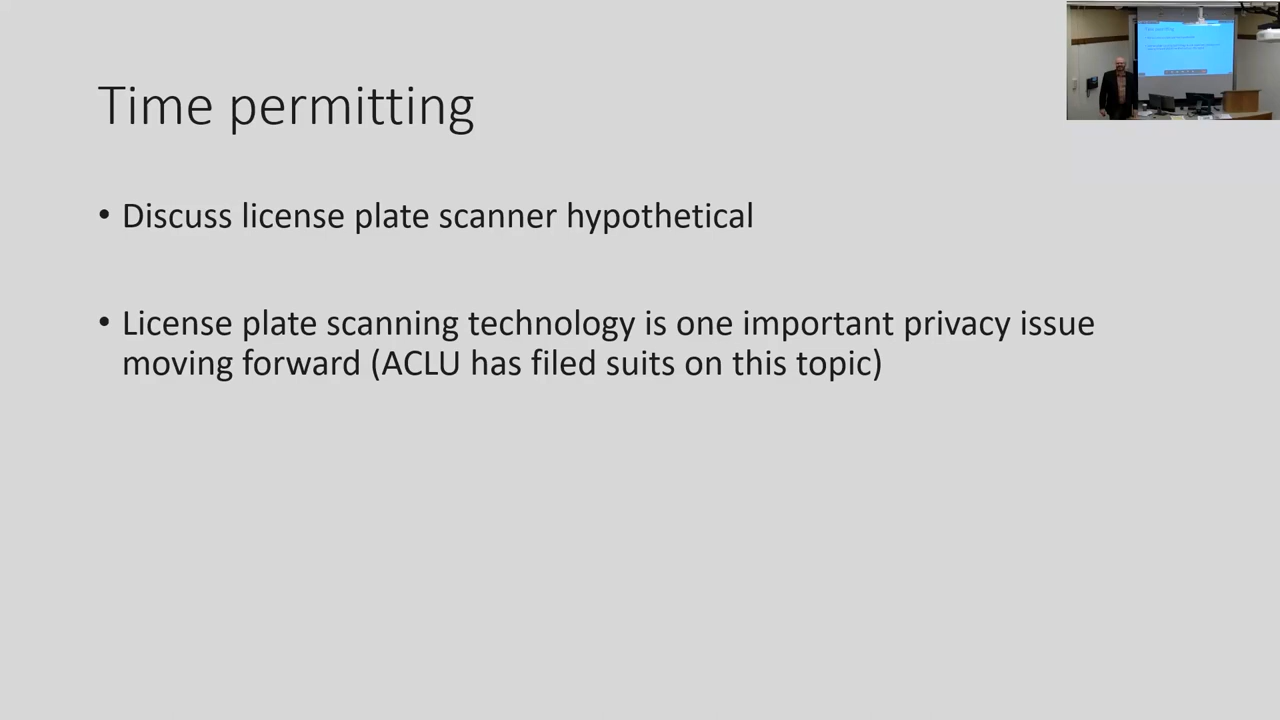 Time permitting
• Discuss license plate scanner hypothetical
• License plate scanning technology is one important privacy issue
moving forward (ACLU has filed suits on this topic)